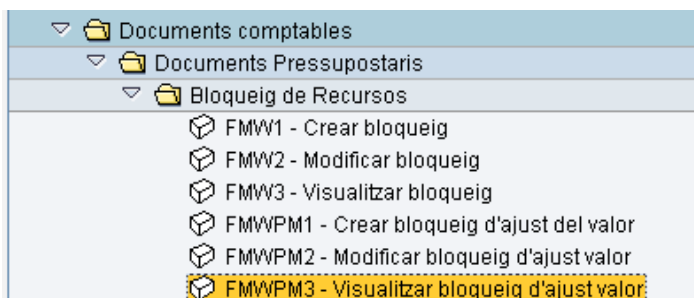 Documents comptables
Documents Pressupostaris
Bloqueig de Recursos
FMW1 - Crear bloqueig
FMW2 - Modificar bloqueig
FMW3 - Visualitzar bloqueig
FMWPM1 - Crear bloqueig d'ajust del valor
FMWPM2 - Modificar bloqueig d'ajust valor
FMWPM3 - Visualitzar bloqueig d'ajust valor